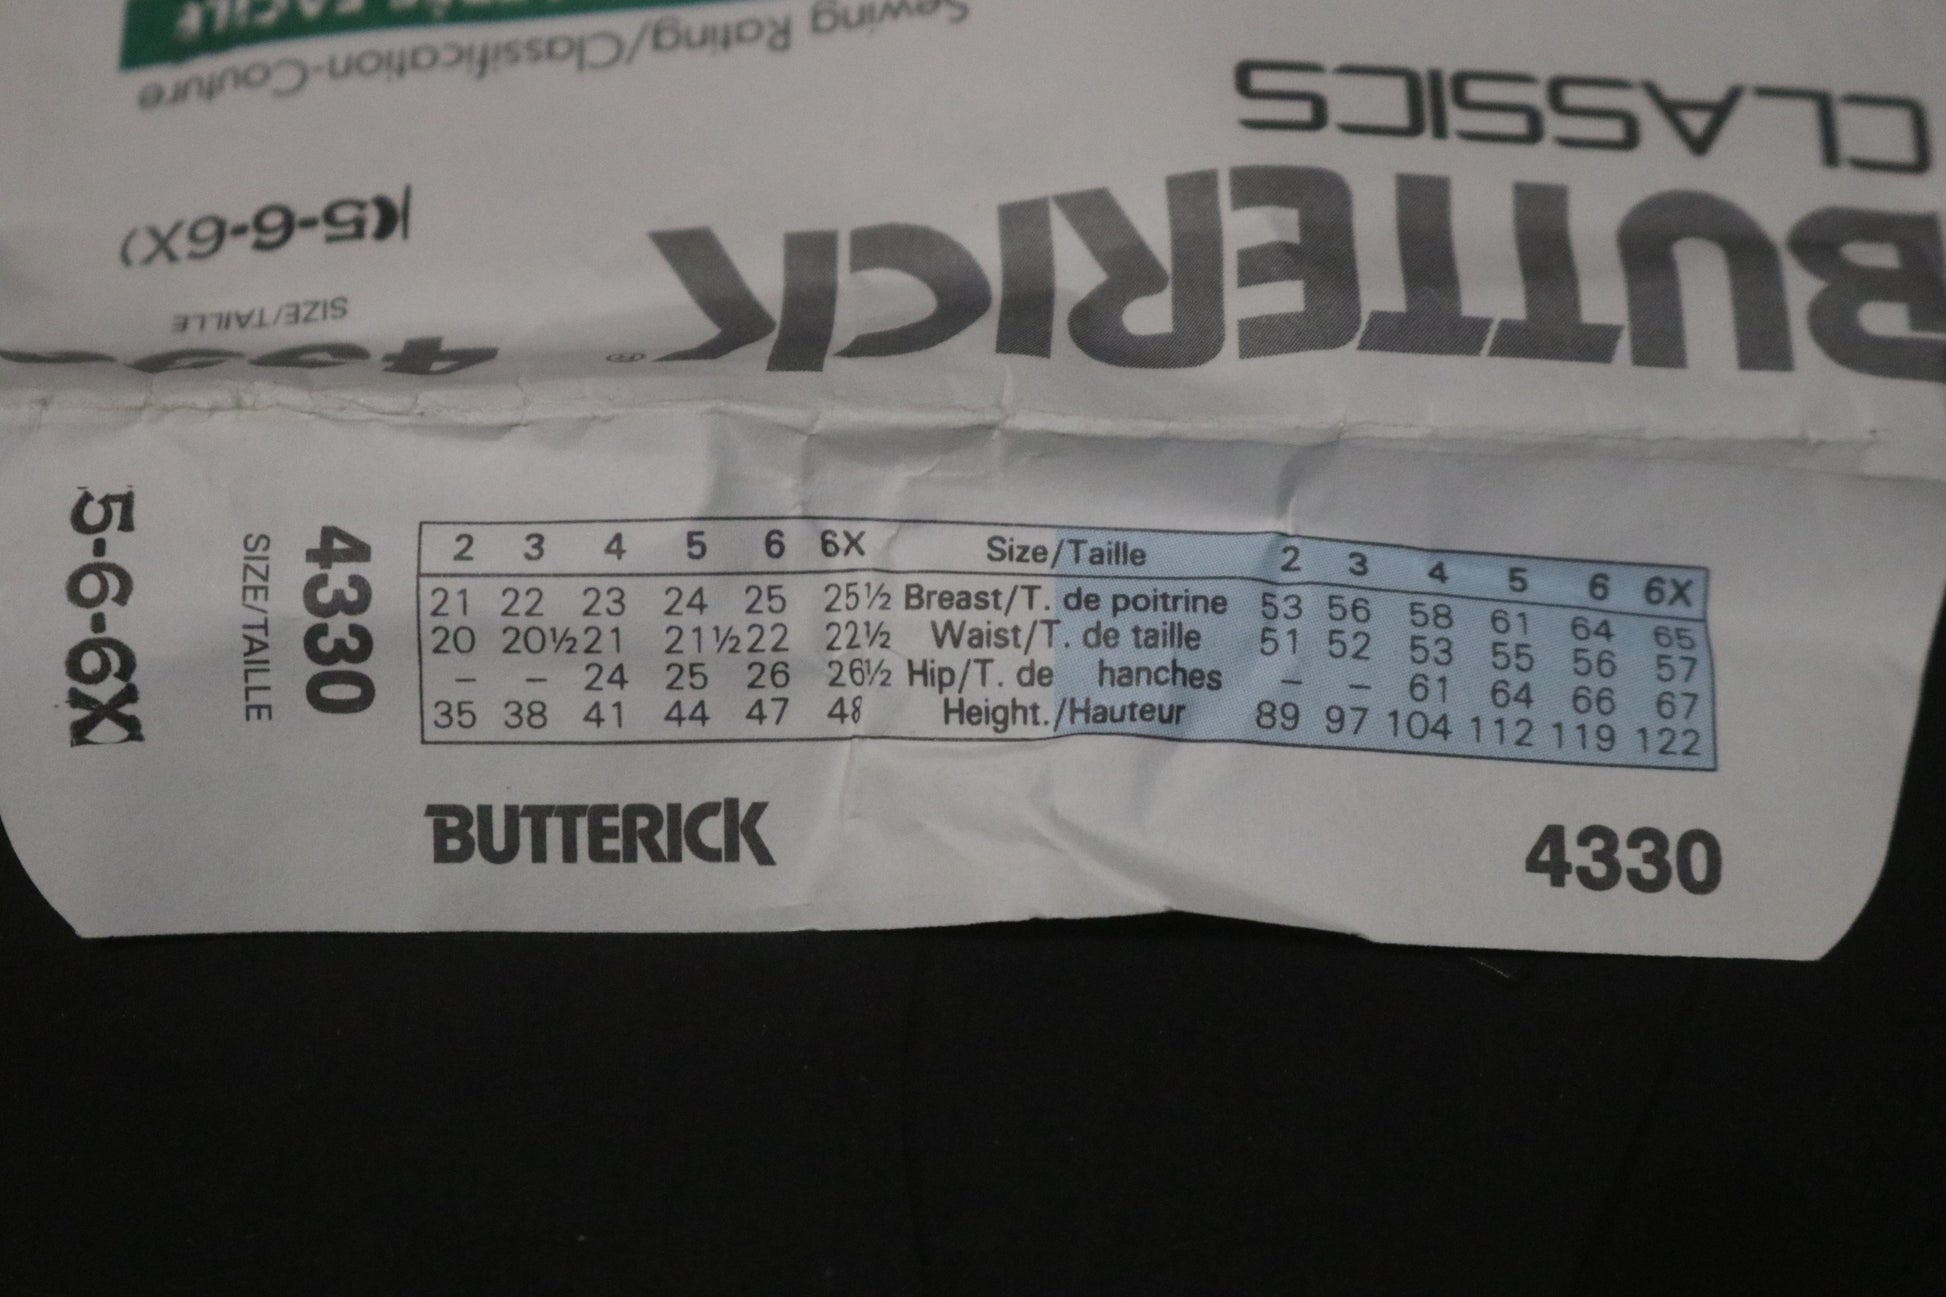 TRÈS FACILE
Sewing Rating/Classification-Couture
CLASSICS
BUTTERICK®
K(5-6-6X)
SIZE/TAILLE
5-6-6X
SIZE/TAILLE
4330
2 3 4 5 6 6X Size/Taille 2 3 4 5 6 6X
21 22 23 24 25 25½ Breast/T. de poitrine 53 56 58 61 64 65
20 20½ 21 21½ 22 22½ Waist/T. de taille 51 52 53 55 56 57
– – 24 25 26 26½ Hip/T. de hanches – – 61 64 66 67
35 38 41 44 47 48 Height./Hauteur 89 97 104 112 119 122
BUTTERICK
4330